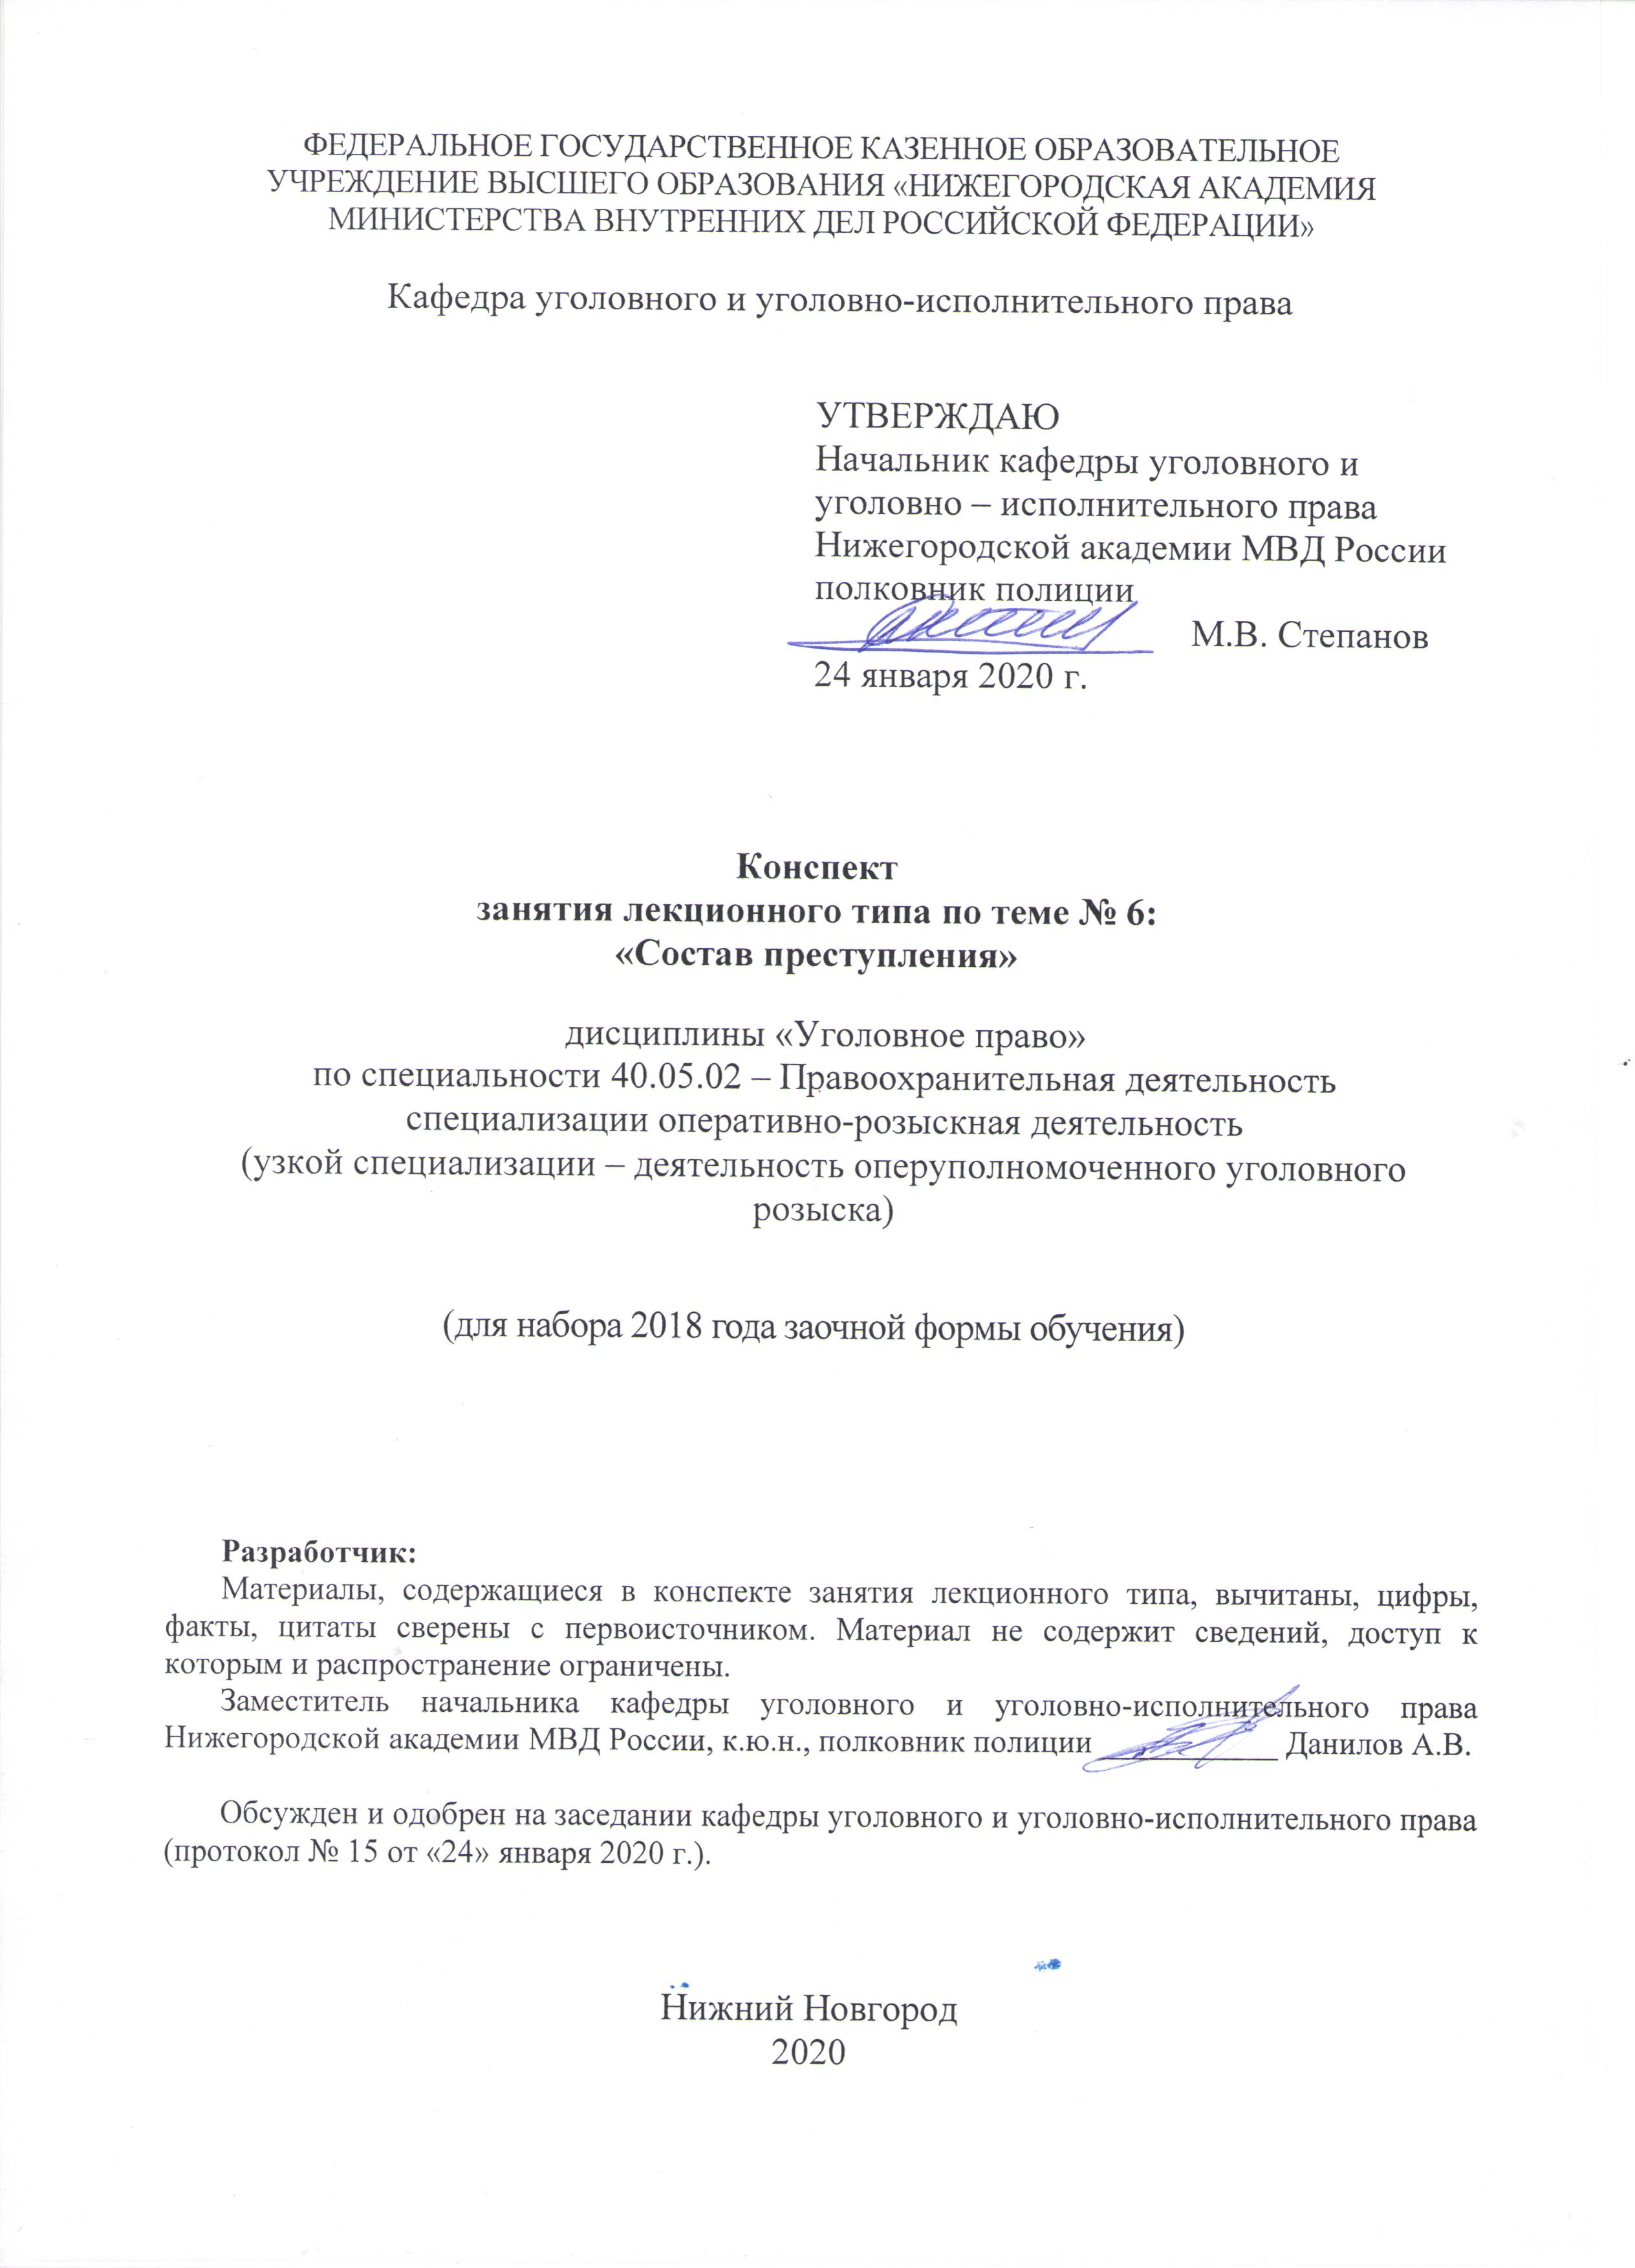 ФЕДЕРАЛЬНОЕ ГОСУДАРСТВЕННОЕ КАЗЕННОЕ ОБРАЗОВАТЕЛЬНОЕ
УЧРЕЖДЕНИЕ ВЫСШЕГО ОБРАЗОВАНИЯ «НИЖЕГОРОДСКАЯ АКАДЕМИЯ
МИНИСТЕРСТВА ВНУТРЕННИХ ДЕЛ РОССИЙСКОЙ ФЕДЕРАЦИИ»
Кафедра уголовного и уголовно-исполнительного права
УТВЕРЖДАЮ
Начальник кафедры уголовного и
уголовно – исполнительного права
Нижегородской академии МВД России
полковник полиции
М.В. Степанов
24 января 2020 г.
Конспект
занятия лекционного типа по теме № 6:
«Состав преступления»
дисциплины «Уголовное право»
по специальности 40.05.02 – Правоохранительная деятельность
специализации оперативно-розыскная деятельность
(узкой специализации – деятельность оперуполномоченного уголовного
розыска)
(для набора 2018 года заочной формы обучения)
Разработчик:
Материалы, содержащиеся в конспекте занятия лекционного типа, вычитаны, цифры,
факты, цитаты сверены с первоисточником. Материал не содержит сведений, доступ к
которым и распространение ограничены.
Заместитель начальника кафедры уголовного и уголовно-исполнительного права
Нижегородской академии МВД России, к.ю.н., полковник полиции ____________ Данилов А.В.
Обсужден и одобрен на заседании кафедры уголовного и уголовно-исполнительного права
(протокол № 15 от «24» января 2020 г.).
Нижний Новгород
2020